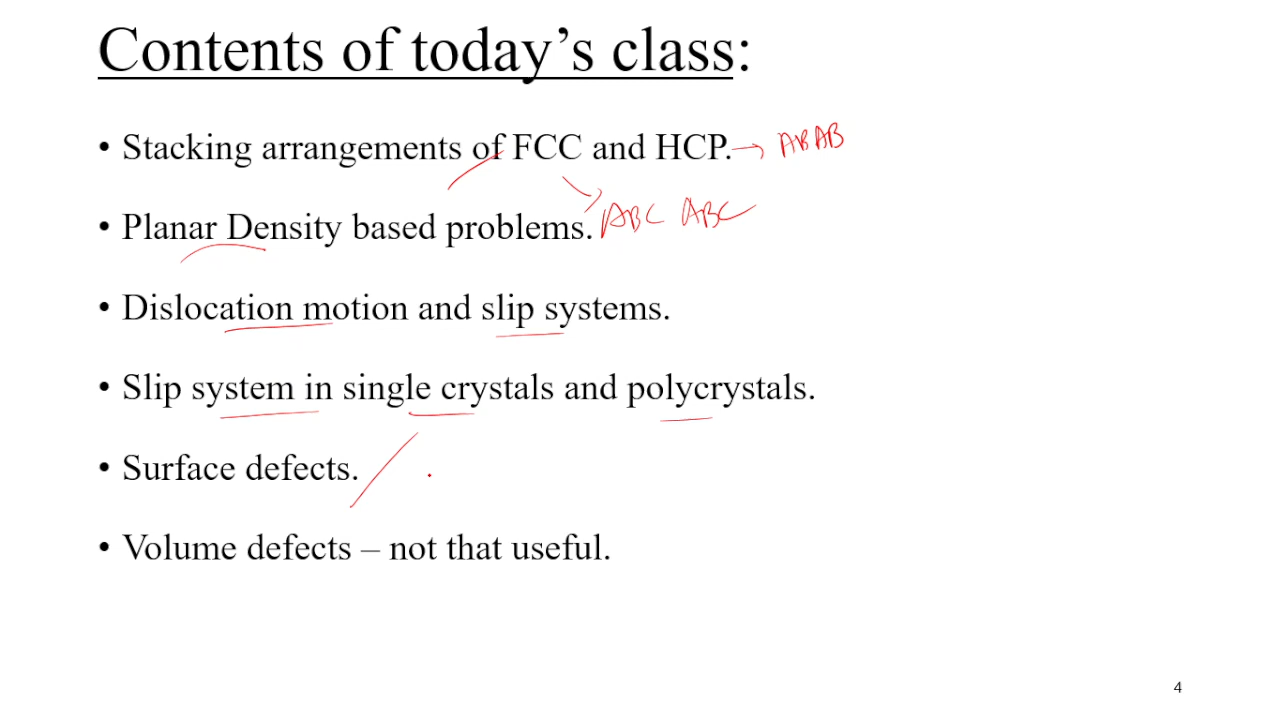 Contents of today's class:
• Stacking arrangements of FCC and HCP. → ABAB
ABC ABC
• Planar Density based problems.
• Dislocation motion and slip systems.
• Slip system in single crystals and polycrystals.
• Surface defects.
• Volume defects – not that useful.
4